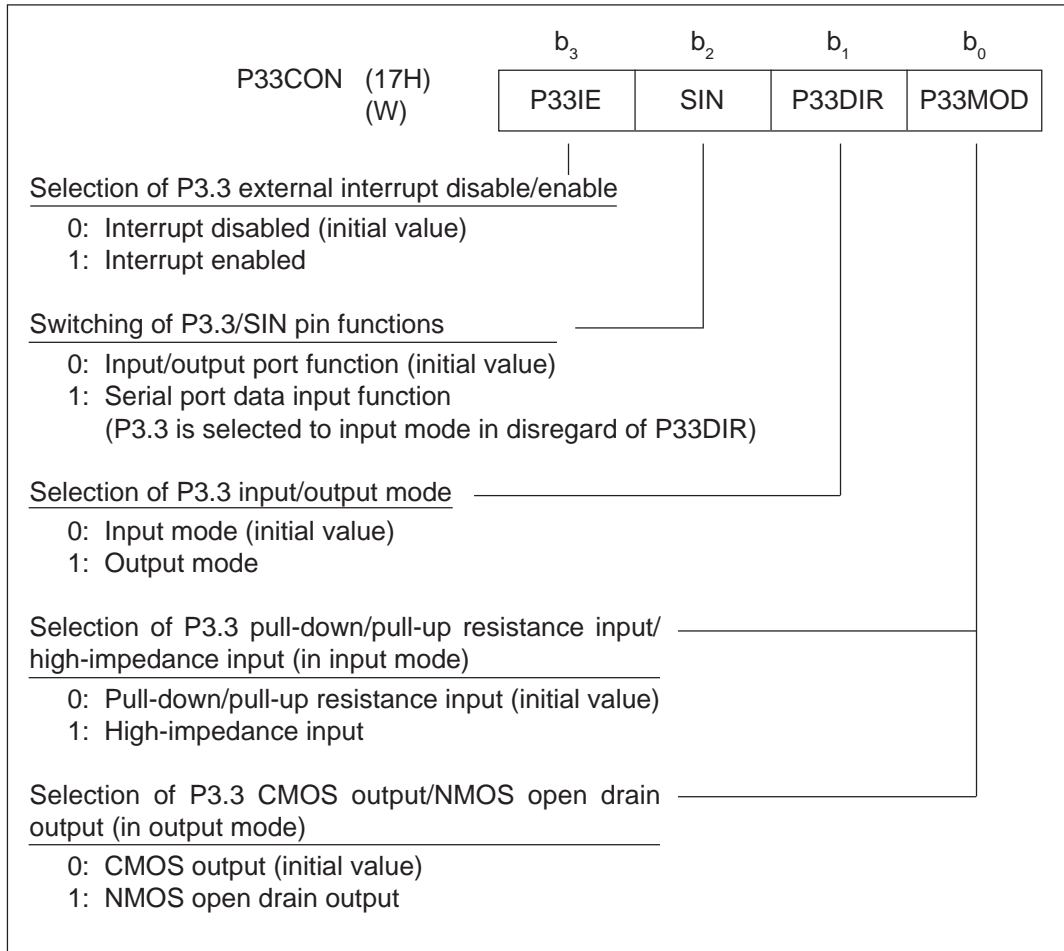 b3 b2 b1 b0
P33CON (17H)
(W)
P33IE SIN P33DIR P33MOD
Selection of P3.3 external interrupt disable/enable
0: Interrupt disabled (initial value)
1: Interrupt enabled
Switching of P3.3/SIN pin functions
0: Input/output port function (initial value)
1: Serial port data input function
(P3.3 is selected to input mode in disregard of P33DIR)
Selection of P3.3 input/output mode
0: Input mode (initial value)
1: Output mode
Selection of P3.3 pull-down/pull-up resistance input/
high-impedance input (in input mode)
0: Pull-down/pull-up resistance input (initial value)
1: High-impedance input
Selection of P3.3 CMOS output/NMOS open drain
output (in output mode)
0: CMOS output (initial value)
1: NMOS open drain output